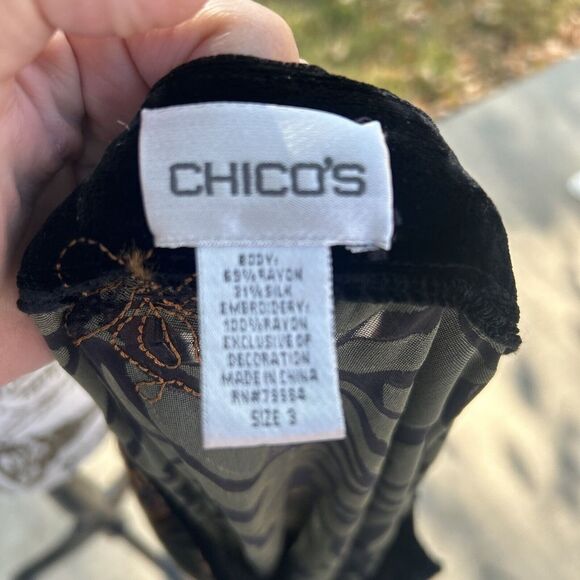 CHICO'S
BODY:
69% RAYON
31% SILK
EMBROIDERY:
100% RAYON
EXCLUSIVE OF
DECORATION
MADE IN CHINA
RN#79984
SIZE 3